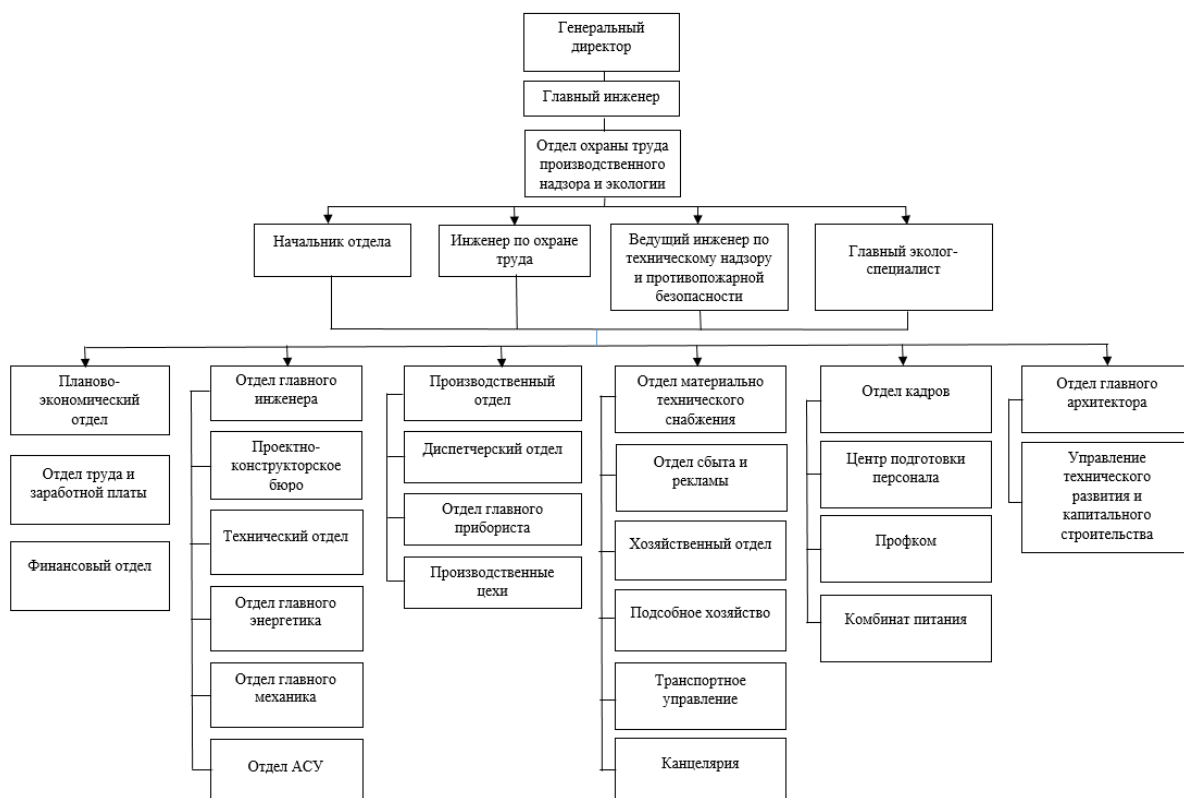 Генеральный
директор
Главный инженер
Отдел охраны труда
производственного
надзора и экологии
Начальник отдела
Инженер по охране
труда
Ведущий инженер по
техническому надзору
и противопожарной
безопасности
Главный эколог-
специалист
Планово-
экономический
отдел
Отдел труда и
заработной платы
Финансовый отдел
Отдел главного
инженера
Проектно-
конструкторское
бюро
Технический отдел
Отдел главного
энергетика
Отдел главного
механика
Отдел АСУ
Производственный
отдел
Диспетчерский отдел
Отдел главного
прибориста
Производственные
цехи
Отдел материально
технического
снабжения
Отдел сбыта и
рекламы
Хозяйственный отдел
Подсобное хозяйство
Транспортное
управление
Канцелярия
Отдел кадров
Центр подготовки
персонала
Профком
Комбинат питания
Отдел главного
архитектора
Управление
технического
развития и
капитального
строительства